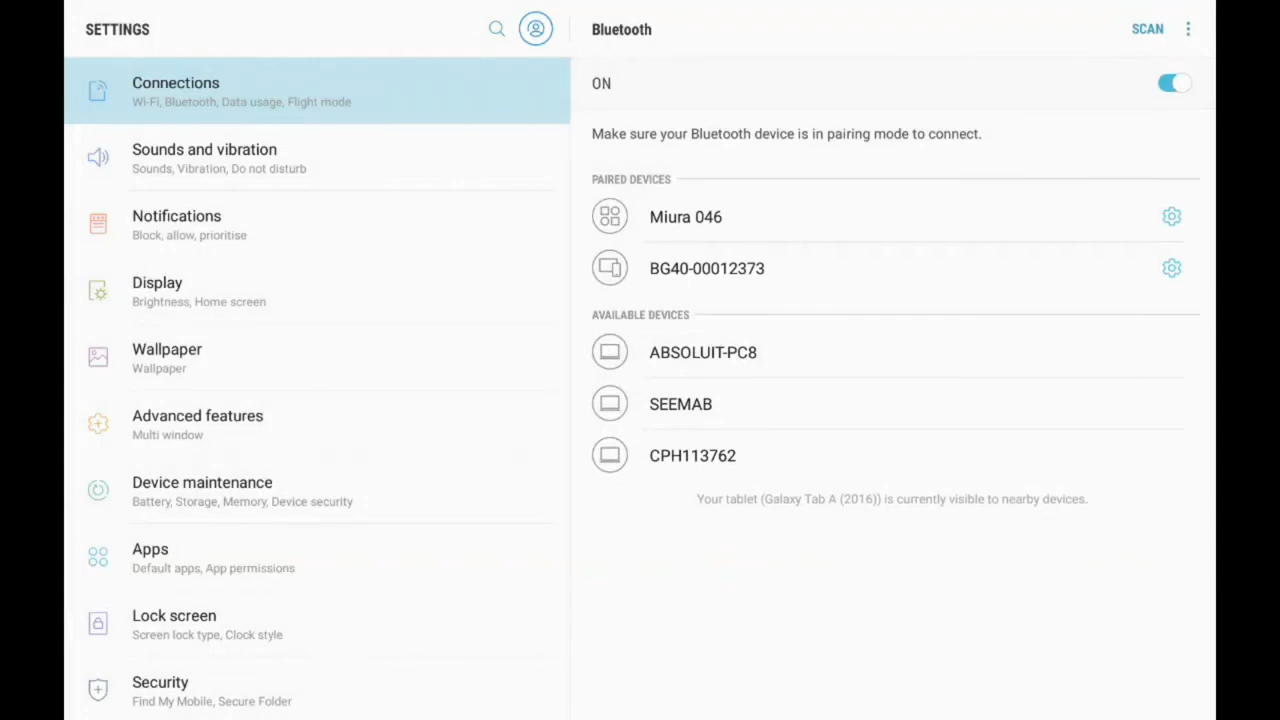 SETTINGS
Connections
Wi-Fi, Bluetooth, Data usage, Flight mode
Sounds and vibration
Sounds, Vibration, Do not disturb
Notifications
Block, allow, prioritise
Display
Brightness, Home screen
Wallpaper
Wallpaper
Advanced features
Multi window
Device maintenance
Battery, Storage, Memory, Device security
Apps
Default apps, App permissions
Lock screen
Screen lock type, Clock style
Security
Find My Mobile, Secure Folder
Bluetooth
SCAN
ON
Make sure your Bluetooth device is in pairing mode to connect.
PAIRED DEVICES
Miura 046
BG40-00012373
AVAILABLE DEVICES
ABSOLUIT-PC8
SEEMAB
CPH113762
Your tablet (Galaxy Tab A (2016)) is currently visible to nearby devices.